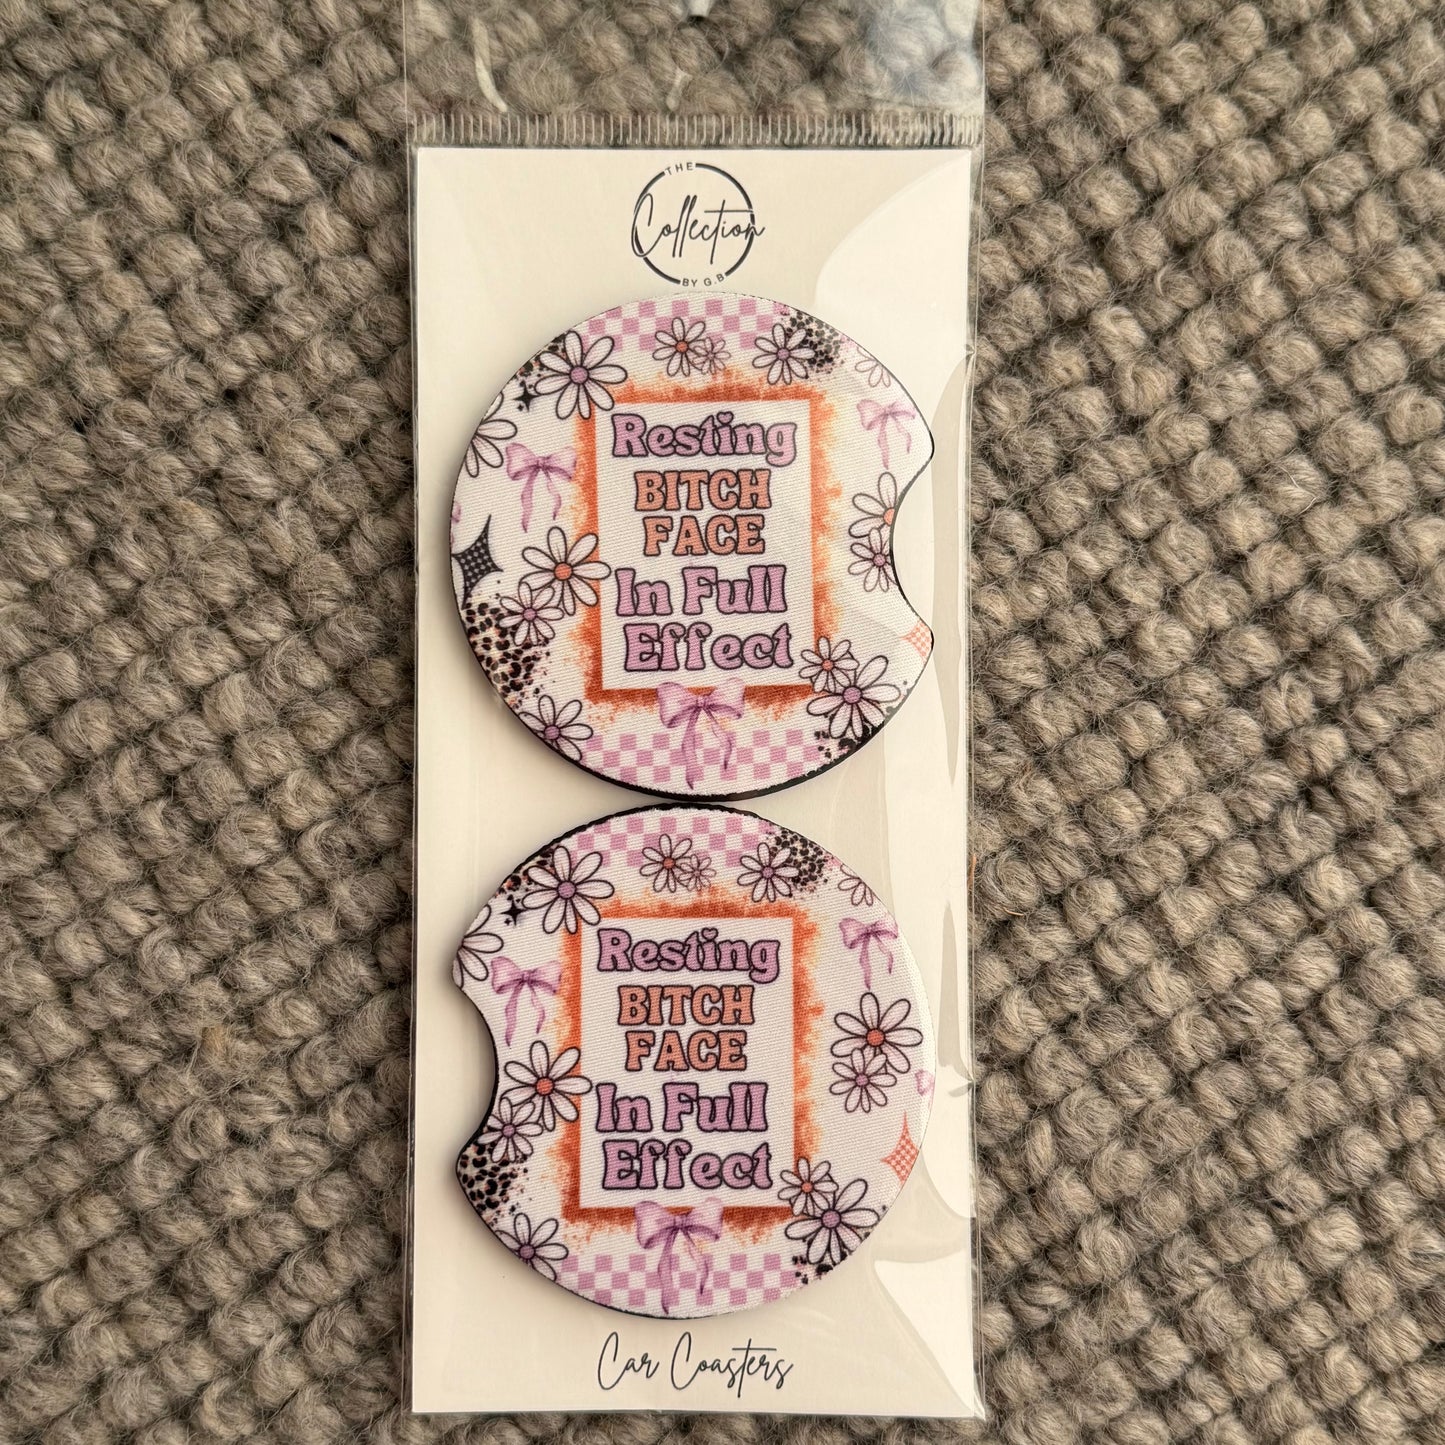 THE
Collection
BY G.B
Resting
BITCH
FACE
In Full
Effect
Resting
BITCH
FACE
In Full
Effect
Car Coasters